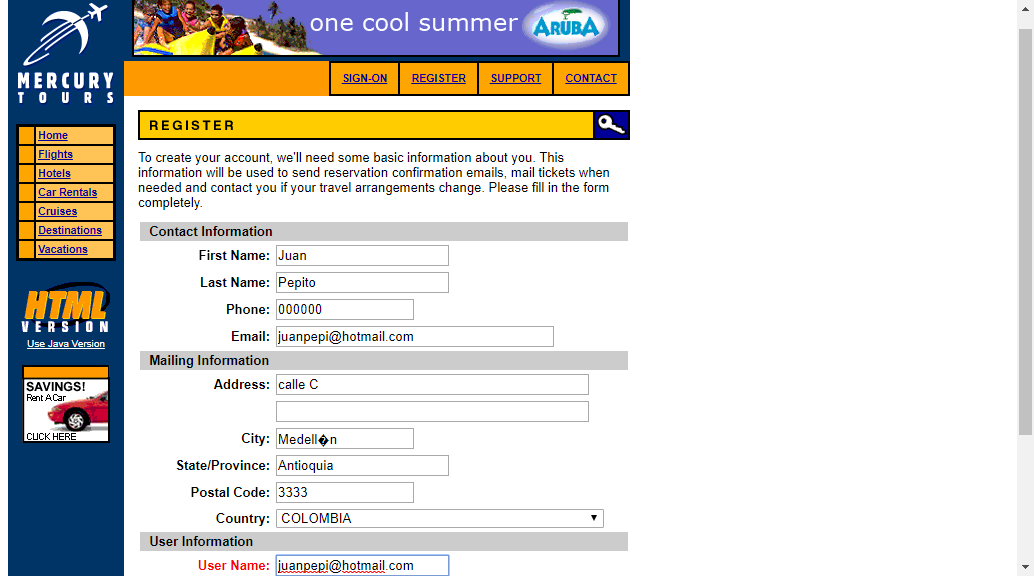 one cool summer ARUBA
MERCURY
TOURS
SIGN-ON REGISTER SUPPORT CONTACT
Home
Flights
Hotels
Car Rentals
Cruises
Destinations
Vacations
HTML
VERSION
Use Java Version
SAVINGS!
Rent A Car
CLICK HERE
REGISTER
To create your account, we'll need some basic information about you. This
information will be used to send reservation confirmation emails, mail tickets when
needed and contact you if your travel arrangements change. Please fill in the form
completely.
Contact Information
First Name: Juan
Last Name: Pepito
Phone: 000000
Email: juanpepi@hotmail.com
Mailing Information
Address: calle C
City: Medell�n
State/Province: Antioquia
Postal Code: 3333
Country: COLOMBIA
User Information
User Name: juanpepi@hotmail.com